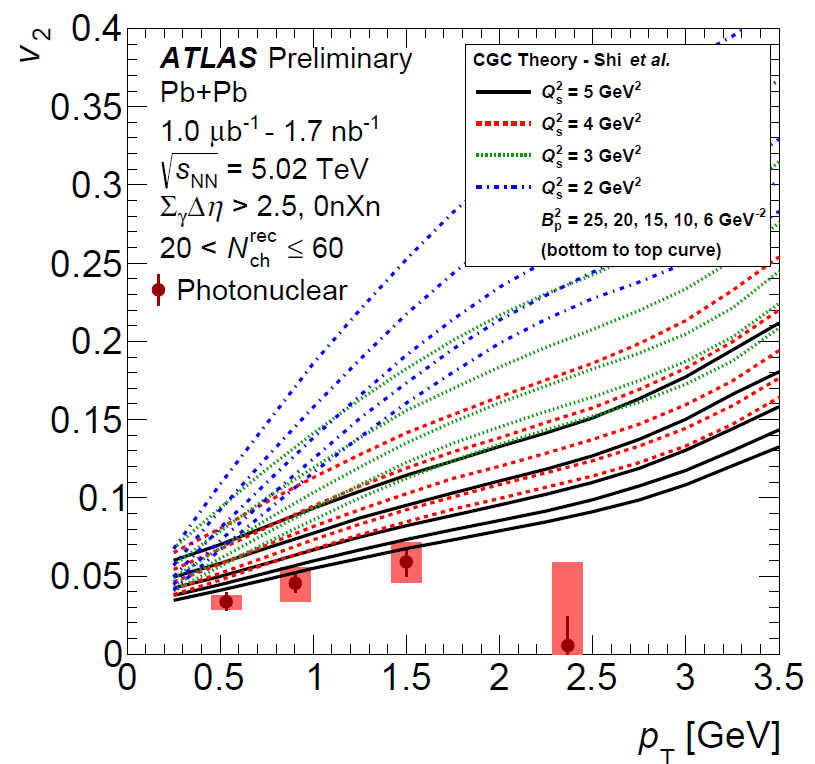 v₂
0.4
0.35
0.3
0.25
0.2
0.15
0.1
0.05
0
ATLAS Preliminary
Pb+Pb
1.0 μb⁻¹ - 1.7 nb⁻¹
√sNN = 5.02 TeV
ΣγΔη > 2.5, 0nXn
20 < Nchrec ≤ 60
Photonuclear
CGC Theory - Shi et al.
Qs² = 5 GeV²
Qs² = 4 GeV²
Qs² = 3 GeV²
Qs² = 2 GeV²
Bp² = 25, 20, 15, 10, 6 GeV⁻²
(bottom to top curve)
0 0.5 1 1.5 2 2.5 3 3.5
pT [GeV]